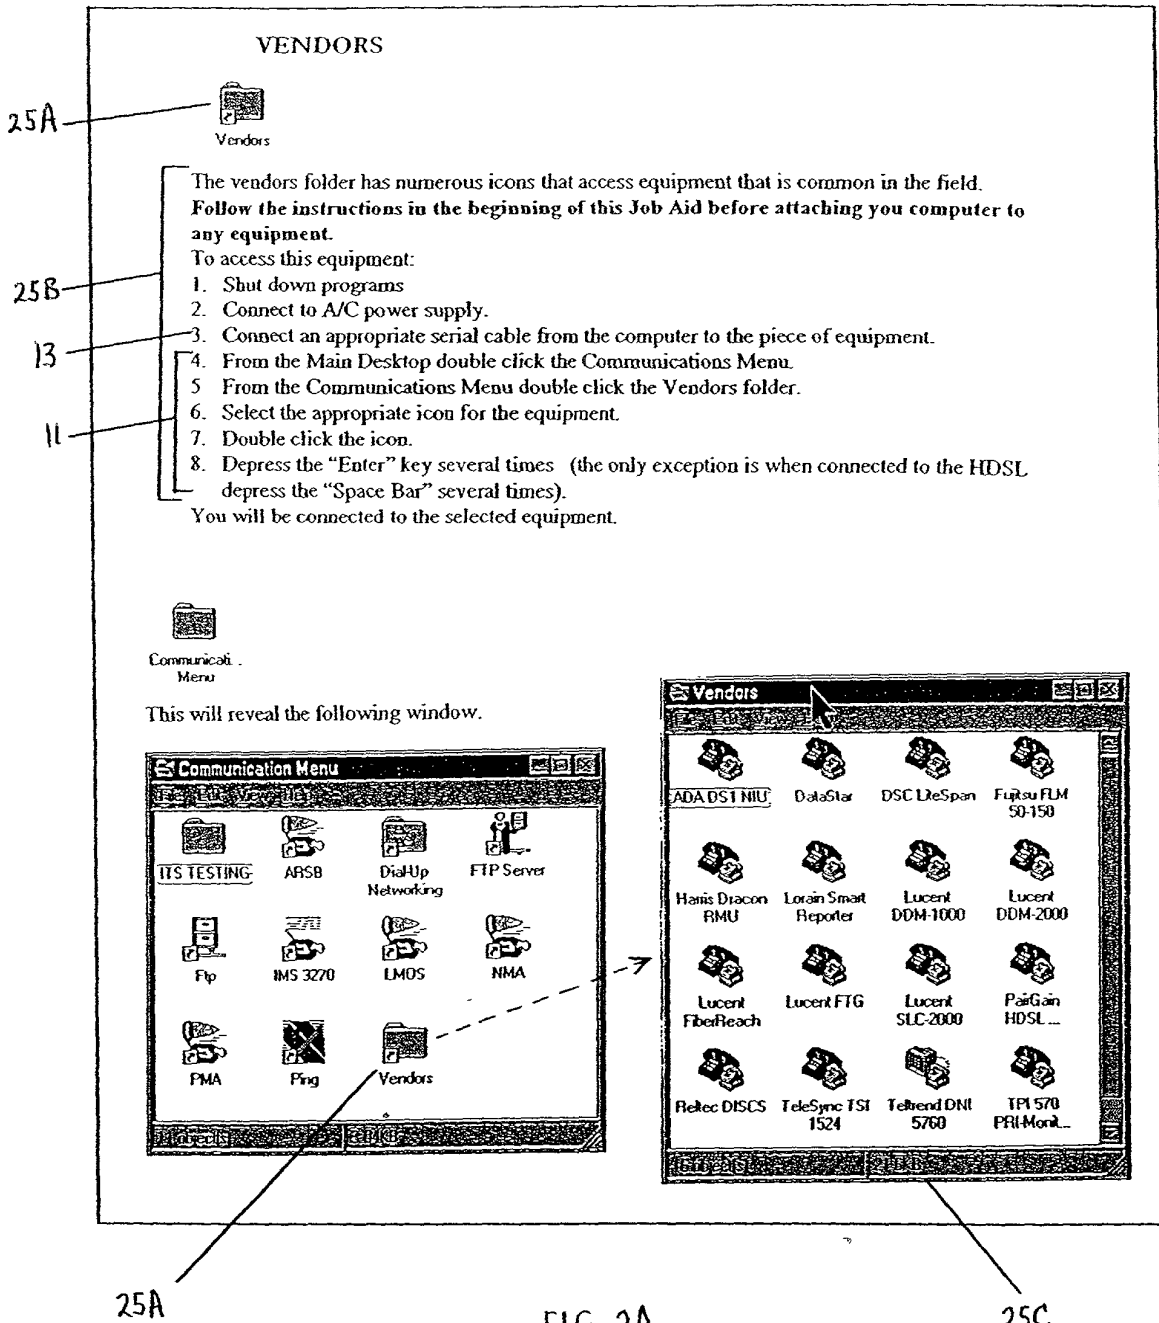 VENDORS
25A
Vendors
The vendors folder has numerous icons that access equipment that is common in the field.
Follow the instructions in the beginning of this Job Aid before attaching you computer to
any equipment.
To access this equipment:
25B
1. Shut down programs
2. Connect to A/C power supply.
13
3. Connect an appropriate serial cable from the computer to the piece of equipment.
4. From the Main Desktop double click the Communications Menu.
5 From the Communications Menu double click the Vendors folder.
6. Select the appropriate icon for the equipment.
11
7. Double click the icon.
8. Depress the “Enter” key several times (the only exception is when connected to the HDSL
depress the “Space Bar” several times).
You will be connected to the selected equipment.
Communicati...
Menu
This will reveal the following window.
Communication Menu
File Edit View Help
ITS TESTING
ARSB
Dial-Up
Networking
FTP Server
Ftp
IMS 3270
LMOS
NMA
PMA
Ping
Vendors
Vendors
Edit View
ADA DS1 NIU
DataStar
DSC LiteSpan
Fujitsu FLM
50-150
Harris Dracon
RMU
Lorain Smart
Reporter
Lucent
DDM-1000
Lucent
DDM-2000
Lucent
FiberReach
Lucent FTG
Lucent
SLC-2000
PairGain
HDSL ...
Reltec DISCS
TeleSync TSI
1524
Teltrend DNI
5760
TPI 570
PRI-Monit...
25A
FIG. 2A
25C